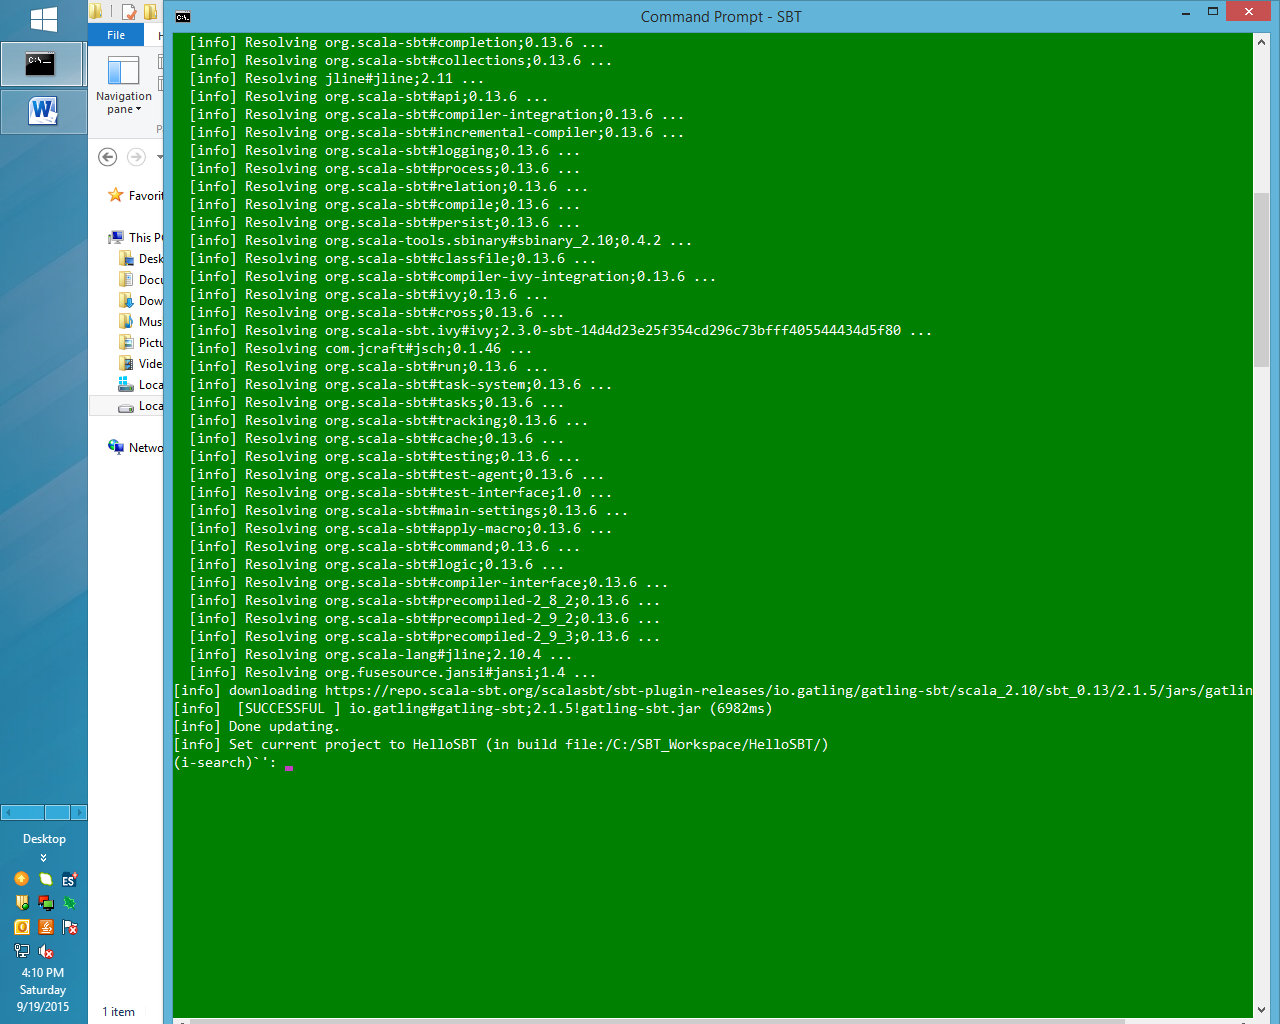 Command Prompt - SBT
File
Navigation
pane
Favorit
This P
Desk
Docu
Dow
Musi
Pictu
Vide
Loca
Loca
Netwo
1 item
[info] Resolving org.scala-sbt#completion;0.13.6 ...
[info] Resolving org.scala-sbt#collections;0.13.6 ...
[info] Resolving jline#jline;2.11 ...
[info] Resolving org.scala-sbt#api;0.13.6 ...
[info] Resolving org.scala-sbt#compiler-integration;0.13.6 ...
[info] Resolving org.scala-sbt#incremental-compiler;0.13.6 ...
[info] Resolving org.scala-sbt#logging;0.13.6 ...
[info] Resolving org.scala-sbt#process;0.13.6 ...
[info] Resolving org.scala-sbt#relation;0.13.6 ...
[info] Resolving org.scala-sbt#compile;0.13.6 ...
[info] Resolving org.scala-sbt#persist;0.13.6 ...
[info] Resolving org.scala-tools.sbinary#sbinary_2.10;0.4.2 ...
[info] Resolving org.scala-sbt#classfile;0.13.6 ...
[info] Resolving org.scala-sbt#compiler-ivy-integration;0.13.6 ...
[info] Resolving org.scala-sbt#ivy;0.13.6 ...
[info] Resolving org.scala-sbt#cross;0.13.6 ...
[info] Resolving org.scala-sbt.ivy#ivy;2.3.0-sbt-14d4d23e25f354cd296c73bfff405544434d5f80 ...
[info] Resolving com.jcraft#jsch;0.1.46 ...
[info] Resolving org.scala-sbt#run;0.13.6 ...
[info] Resolving org.scala-sbt#task-system;0.13.6 ...
[info] Resolving org.scala-sbt#tasks;0.13.6 ...
[info] Resolving org.scala-sbt#tracking;0.13.6 ...
[info] Resolving org.scala-sbt#cache;0.13.6 ...
[info] Resolving org.scala-sbt#testing;0.13.6 ...
[info] Resolving org.scala-sbt#test-agent;0.13.6 ...
[info] Resolving org.scala-sbt#test-interface;1.0 ...
[info] Resolving org.scala-sbt#main-settings;0.13.6 ...
[info] Resolving org.scala-sbt#apply-macro;0.13.6 ...
[info] Resolving org.scala-sbt#command;0.13.6 ...
[info] Resolving org.scala-sbt#logic;0.13.6 ...
[info] Resolving org.scala-sbt#compiler-interface;0.13.6 ...
[info] Resolving org.scala-sbt#precompiled-2_8_2;0.13.6 ...
[info] Resolving org.scala-sbt#precompiled-2_9_2;0.13.6 ...
[info] Resolving org.scala-sbt#precompiled-2_9_3;0.13.6 ...
[info] Resolving org.scala-lang#jline;2.10.4 ...
[info] Resolving org.fusesource.jansi#jansi;1.4 ...
[info] downloading https://repo.scala-sbt.org/scalasbt/sbt-plugin-releases/io.gatling/gatling-sbt/scala_2.10/sbt_0.13/2.1.5/jars/gatlin
[info]  [SUCCESSFUL ] io.gatling#gatling-sbt;2.1.5!gatling-sbt.jar (6982ms)
[info] Done updating.
[info] Set current project to HelloSBT (in build file:/C:/SBT_Workspace/HelloSBT/)
(i-search)`':
Desktop
ES
4:10 PM
Saturday
9/19/2015